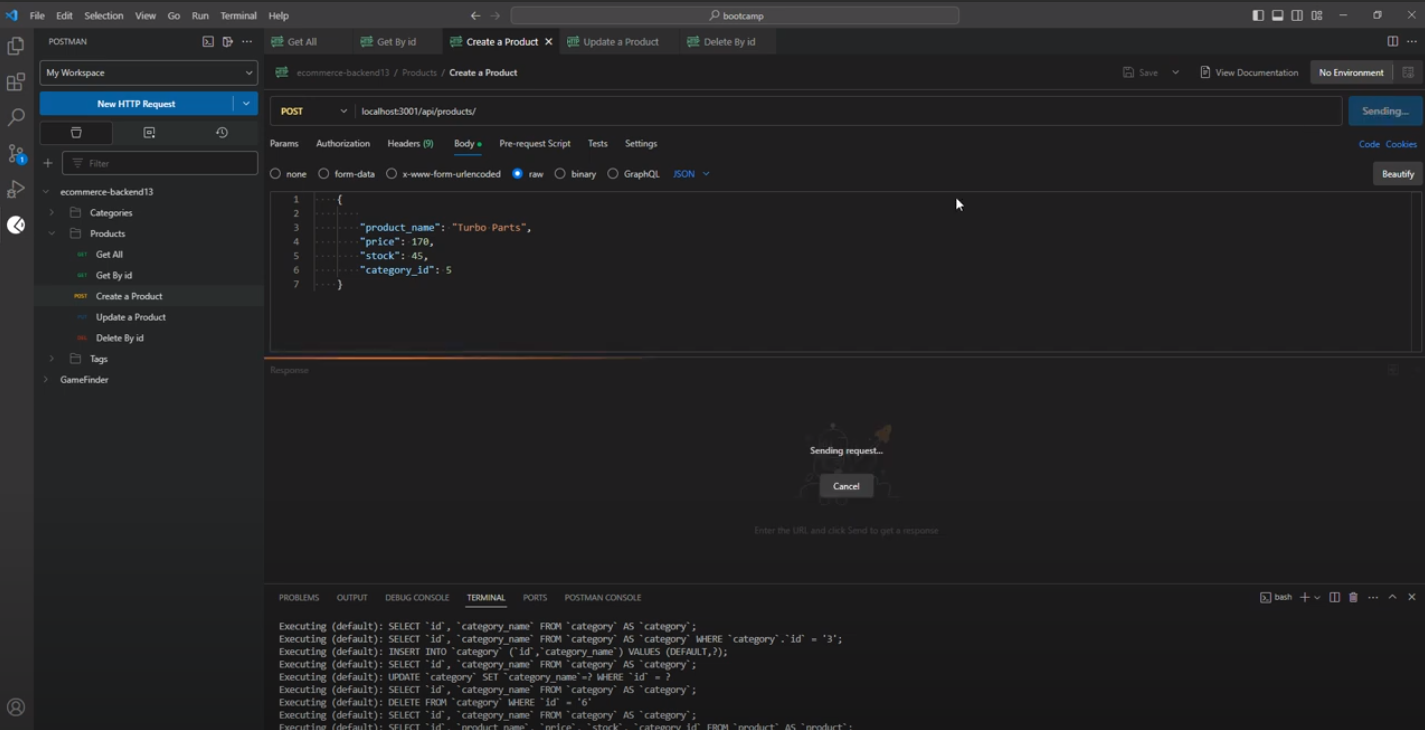 File Edit Selection View Go Run Terminal Help
bootcamp
POSTMAN
Get All
Get By id
Create a Product
Update a Product
Delete By id
My Workspace
ecommerce-backend13 / Products / Create a Product
Save
View Documentation
No Environment
New HTTP Request
POST
localhost:3001/api/products/
Sending...
Params Authorization Headers (9) Body Pre-request Script Tests Settings
Code Cookies
Filter
none form-data x-www-form-urlencoded raw binary GraphQL JSON
Beautify
1
ecommerce-backend13
Categories
Products
GET Get All
GET Get By id
POST Create a Product
Update a Product
Delete By id
Tags
GameFinder
1 {
2
3 "product_name": "Turbo Parts",
4 "price": 170,
5 "stock": 45,
6 "category_id": 5
7 }
Response
Sending request...
Cancel
Enter the URL and click Send to get a response
PROBLEMS OUTPUT DEBUG CONSOLE TERMINAL PORTS POSTMAN CONSOLE
bash
Executing (default): SELECT `id`, `category_name` FROM `category` AS `category`;
Executing (default): SELECT `id`, `category_name` FROM `category` AS `category` WHERE `category`.`id` = '3';
Executing (default): INSERT INTO `category` (`id`,`category_name`) VALUES (DEFAULT,?);
Executing (default): SELECT `id`, `category_name` FROM `category` AS `category`;
Executing (default): UPDATE `category` SET `category_name`=? WHERE `id` = ?
Executing (default): SELECT `id`, `category_name` FROM `category` AS `category`;
Executing (default): DELETE FROM `category` WHERE `id` = '6'
Executing (default): SELECT `id`, `category_name` FROM `category` AS `category`;
Executing (default): SELECT `id`, `product_name`, `price`, `stock`, `category_id` FROM `product` AS `product`;